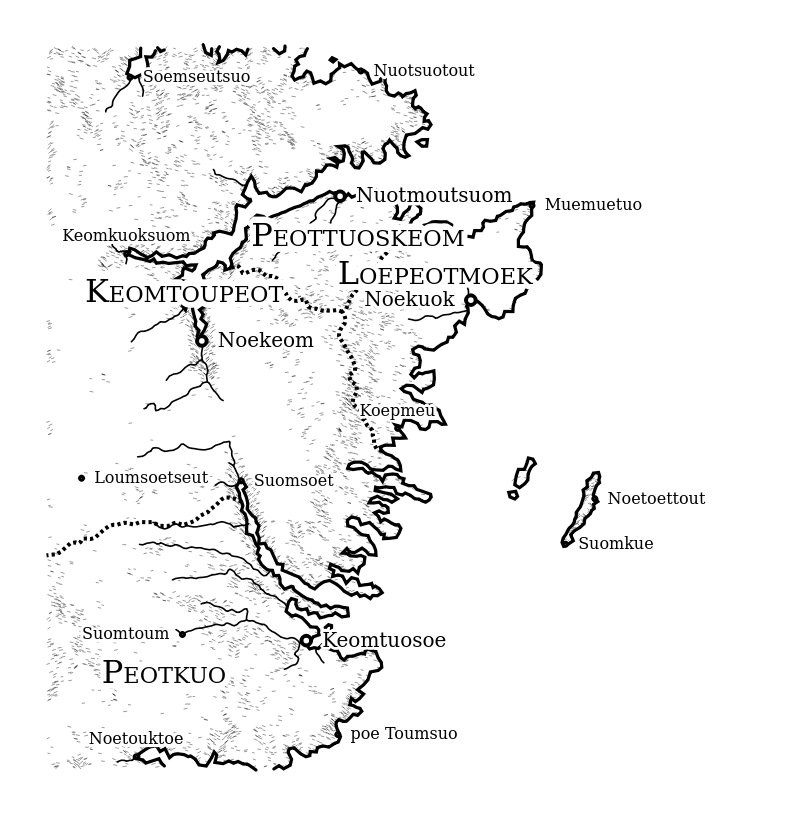 Nuotsuotout
Soemseutsuo
Nuotmoutsuom
Muemuetuo
Keomkuoksuom
Peottuoskeom
Loepeotmoek
Keomtoupeot
Noekuok
Noekeom
Koepmeu
Loumsoetseut
Suomsoet
Noetoettout
Suomkue
Suomtoum
Keomtuosoe
Peotkuo
poe Toumsuo
Noetouktoe